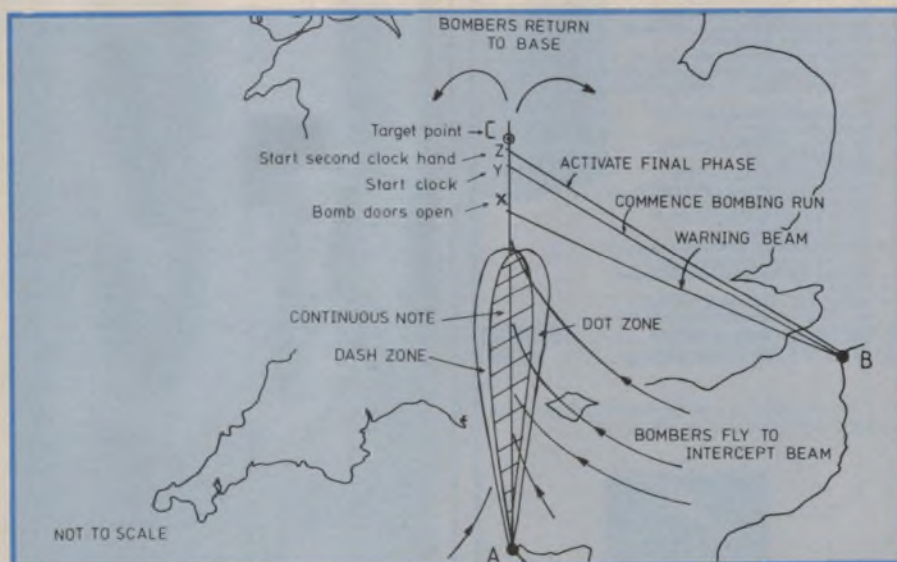 BOMBERS RETURN
TO BASE
Target point
C
Start second clock hand
Z
Y
Start clock
X
Bomb doors open
ACTIVATE FINAL PHASE
COMMENCE BOMBING RUN
WARNING BEAM
CONTINUOUS NOTE
DOT ZONE
DASH ZONE
B
BOMBERS FLY TO
INTERCEPT BEAM
NOT TO SCALE
A